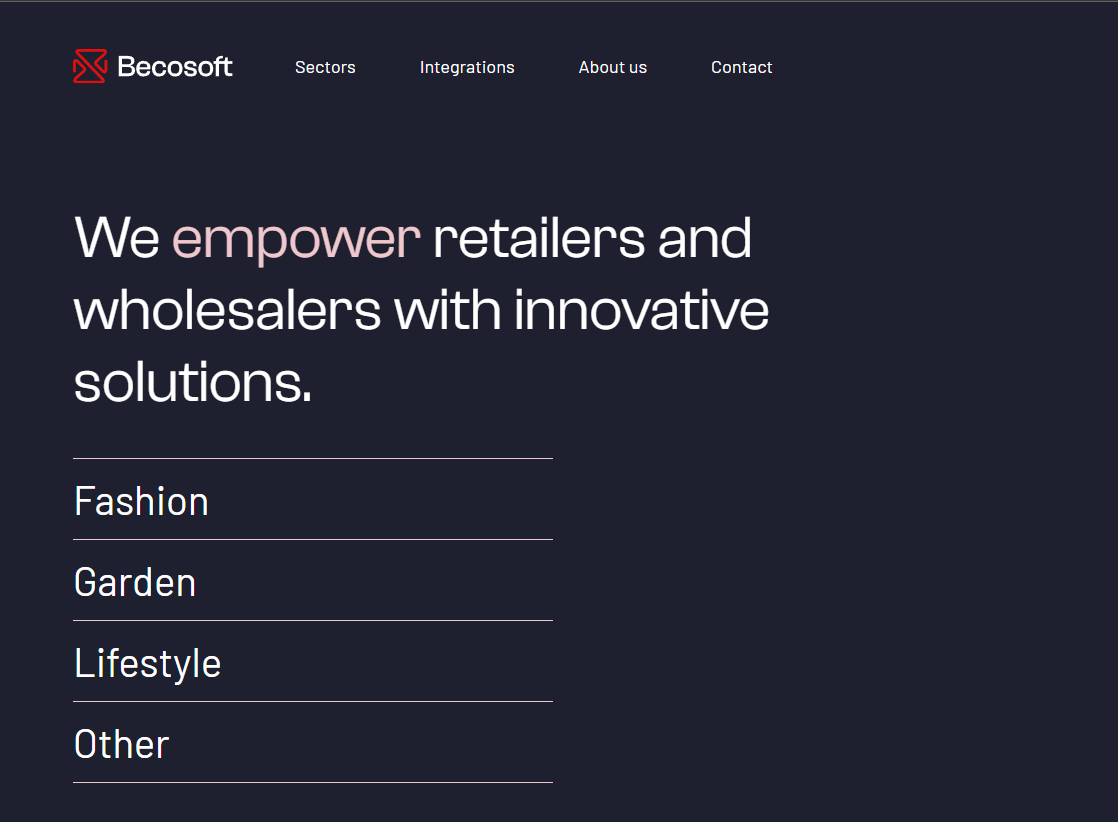 Becosoft
Sectors
Integrations
About us
Contact
We empower retailers and
wholesalers with innovative
solutions.
Fashion
Garden
Lifestyle
Other